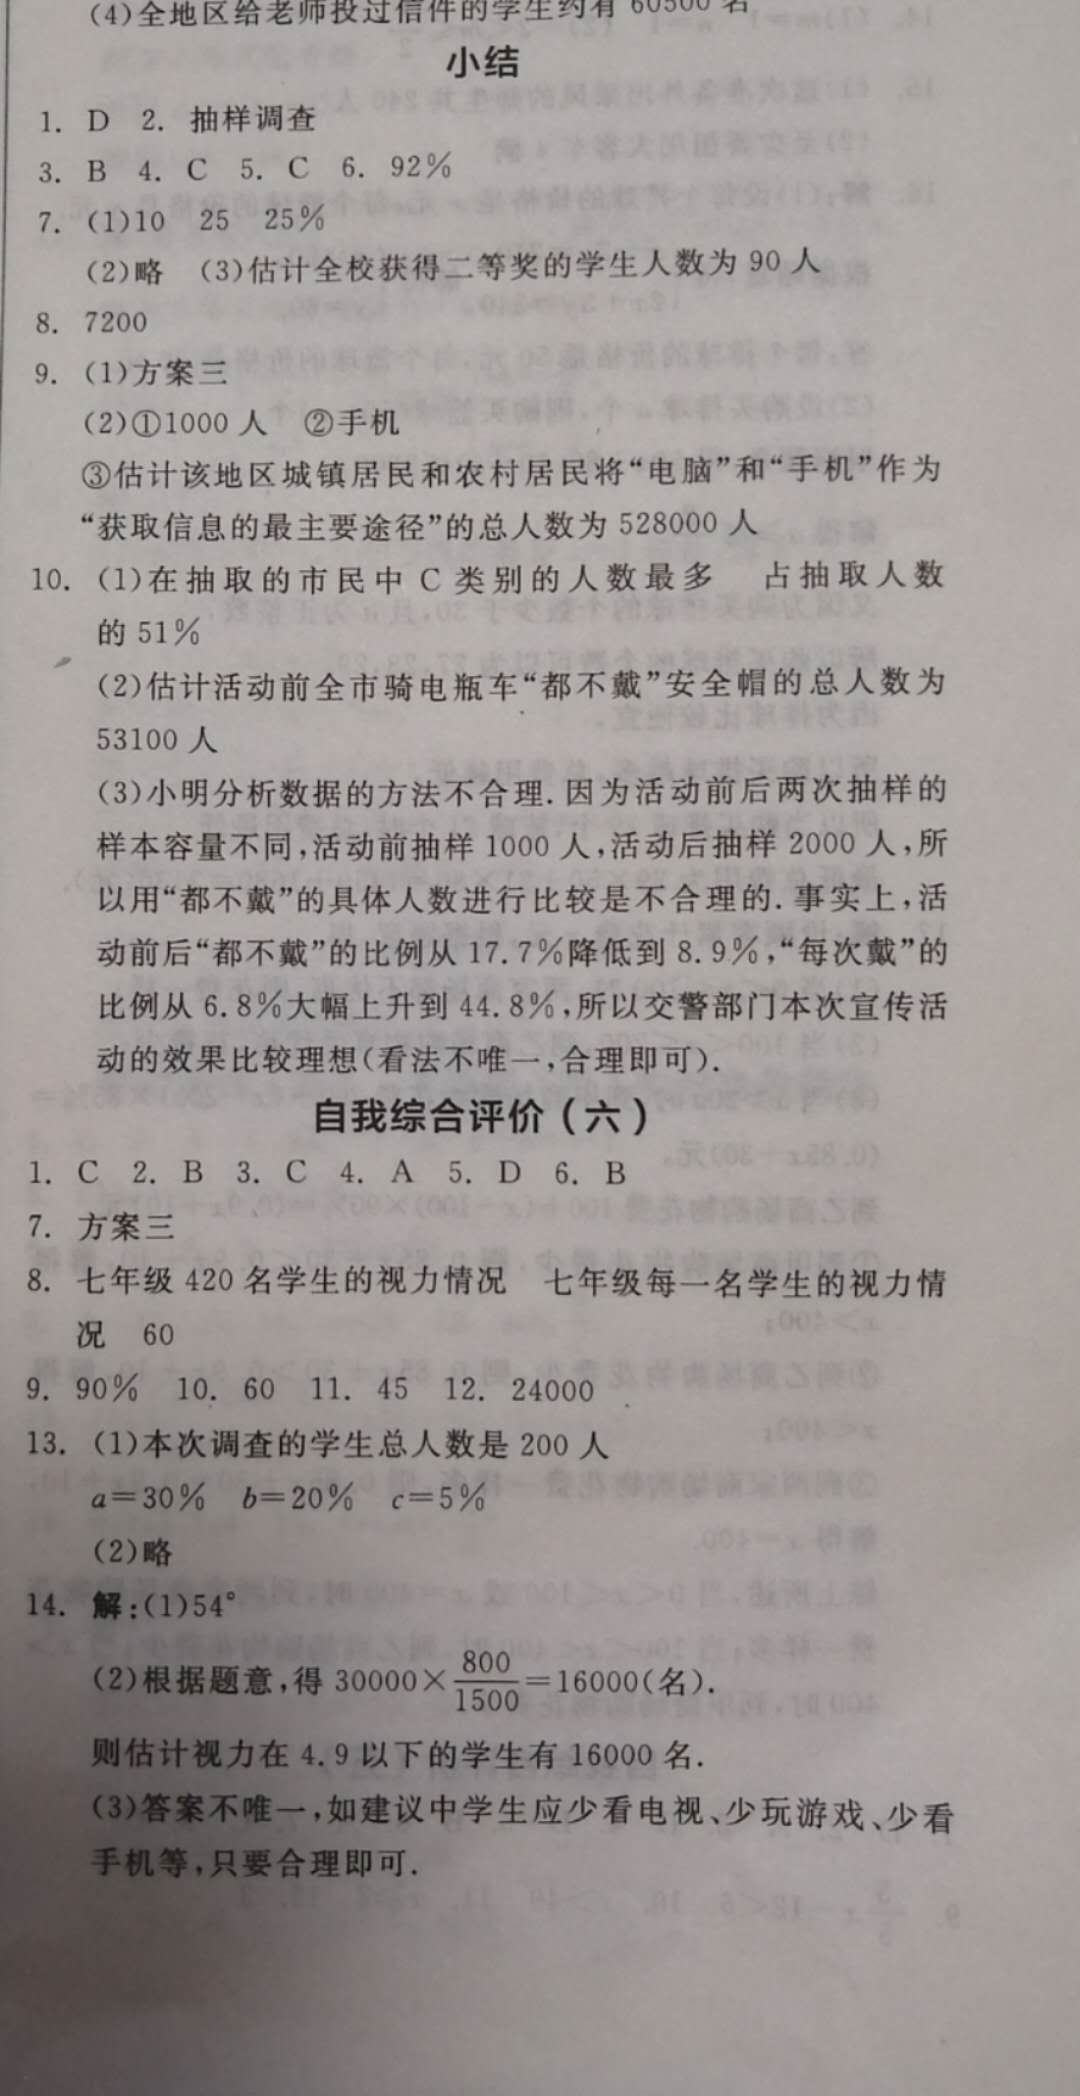 (4)全地区给老师投过信件的学生约有 60500 名
小结
1. D 2. 抽样调查
3. B 4. C 5. C 6. 92%
7. (1)10 25 25%
(2)略 (3)估计全校获得二等奖的学生人数为 90 人
8. 7200
9. (1)方案三
(2)①1000 人 ②手机
③估计该地区城镇居民和农村居民将“电脑”和“手机”作为
“获取信息的最主要途径”的总人数为 528000 人
10. (1)在抽取的市民中 C 类别的人数最多 占抽取人数
的 51%
(2)估计活动前全市骑电瓶车“都不戴”安全帽的总人数为
53100 人
(3)小明分析数据的方法不合理.因为活动前后两次抽样的
样本容量不同,活动前抽样 1000 人,活动后抽样 2000 人,所
以用“都不戴”的具体人数进行比较是不合理的.事实上,活
动前后“都不戴”的比例从 17.7%降低到 8.9%,“每次戴”的
比例从 6.8%大幅上升到 44.8%,所以交警部门本次宣传活
动的效果比较理想(看法不唯一,合理即可).
自我综合评价(六)
1. C 2. B 3. C 4. A 5. D 6. B
7. 方案三
8. 七年级 420 名学生的视力情况 七年级每一名学生的视力情
况 60
9. 90% 10. 60 11. 45 12. 24000
13. (1)本次调查的学生总人数是 200 人
a=30% b=20% c=5%
(2)略
14. 解:(1)54°
(2)根据题意,得 30000×800/1500=16000(名).
则估计视力在 4.9 以下的学生有 16000 名.
(3)答案不唯一,如建议中学生应少看电视、少玩游戏、少看
手机等,只要合理即可.